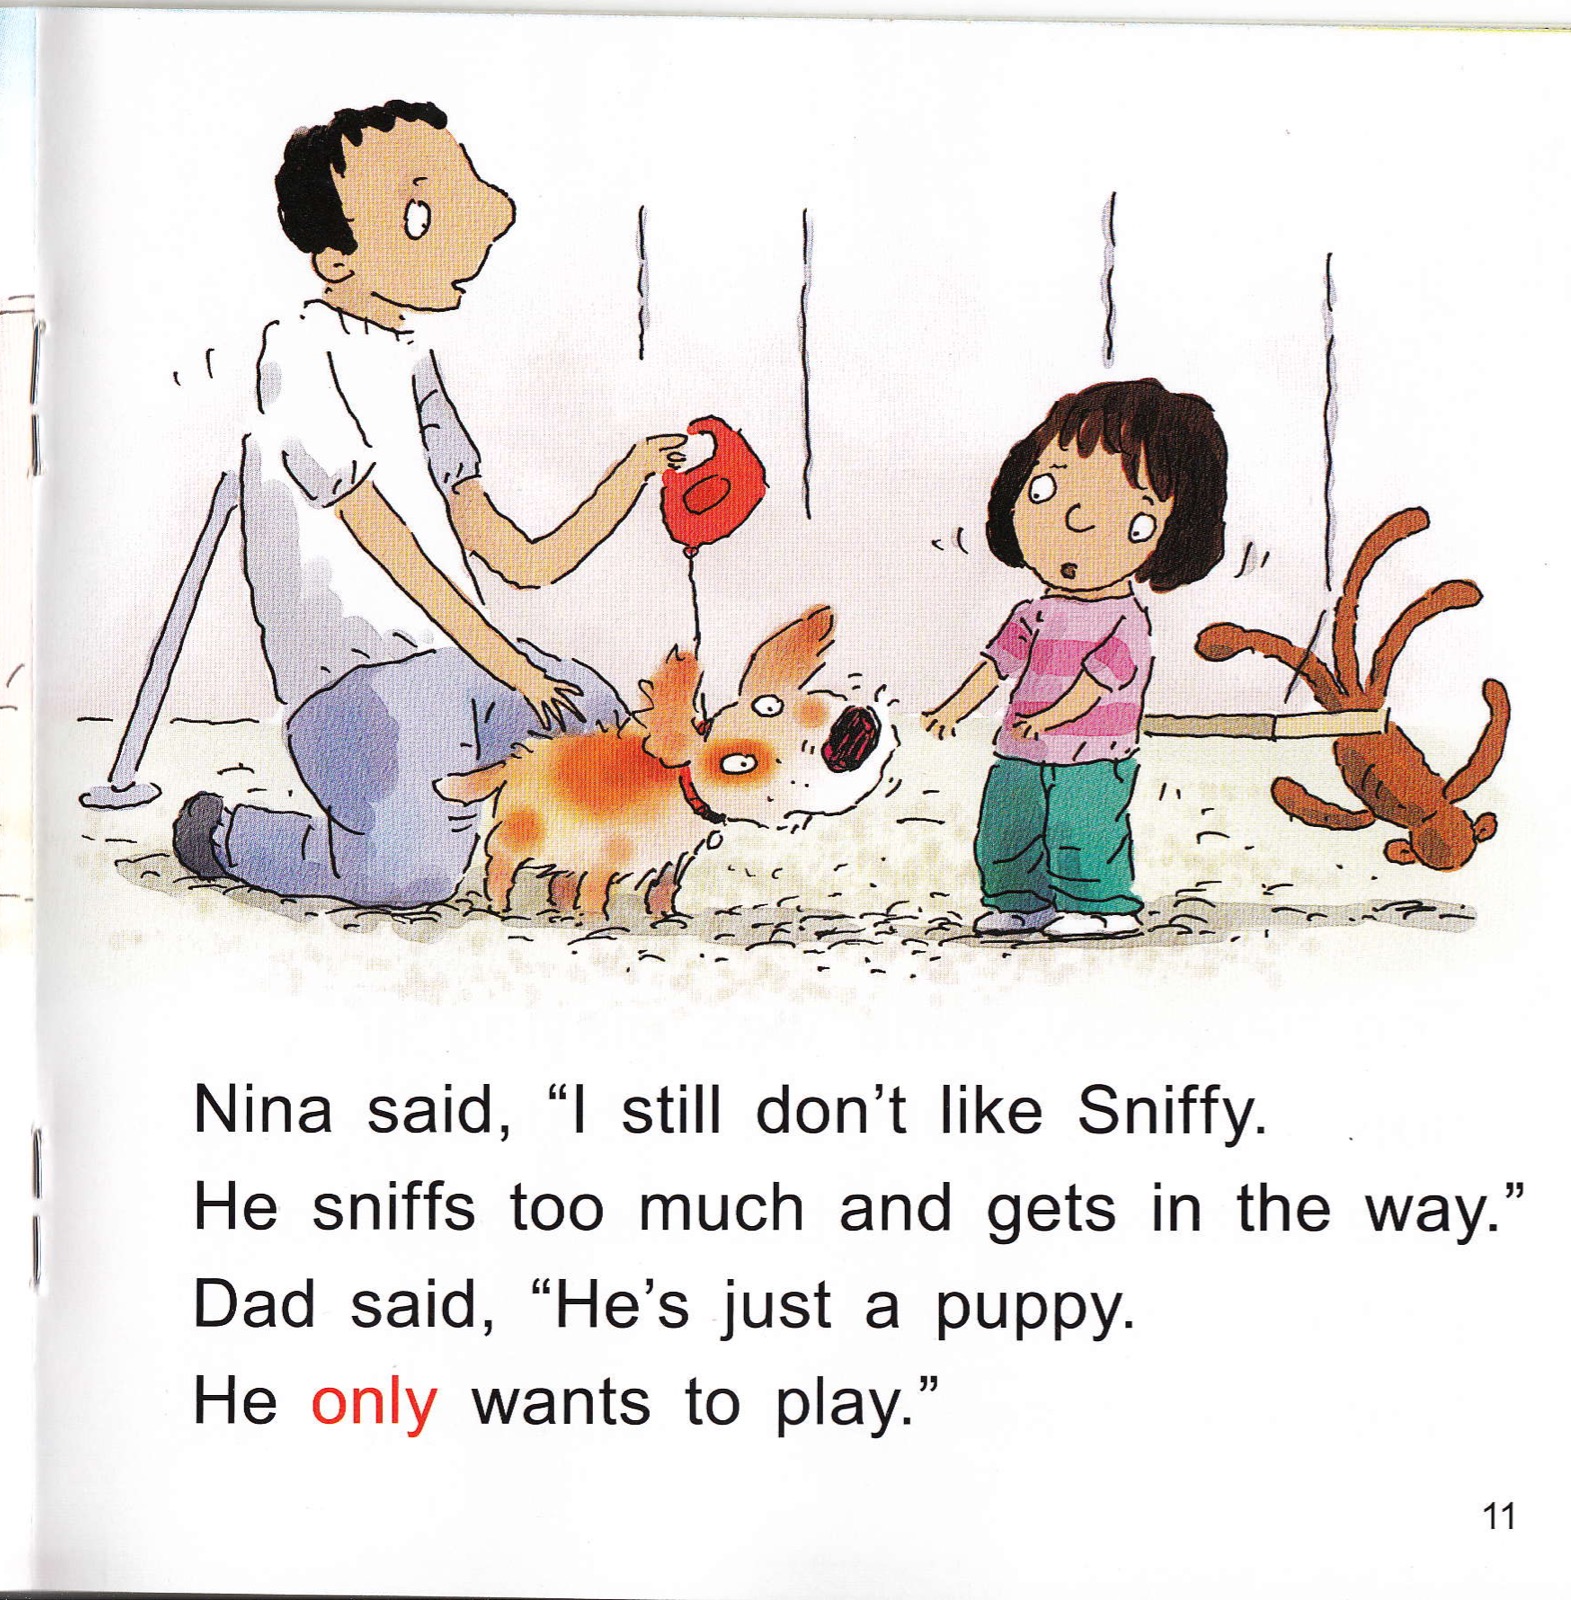 Nina said, “I still don’t like Sniffy.
He sniffs too much and gets in the way.”
Dad said, “He’s just a puppy.
He only wants to play.”
11